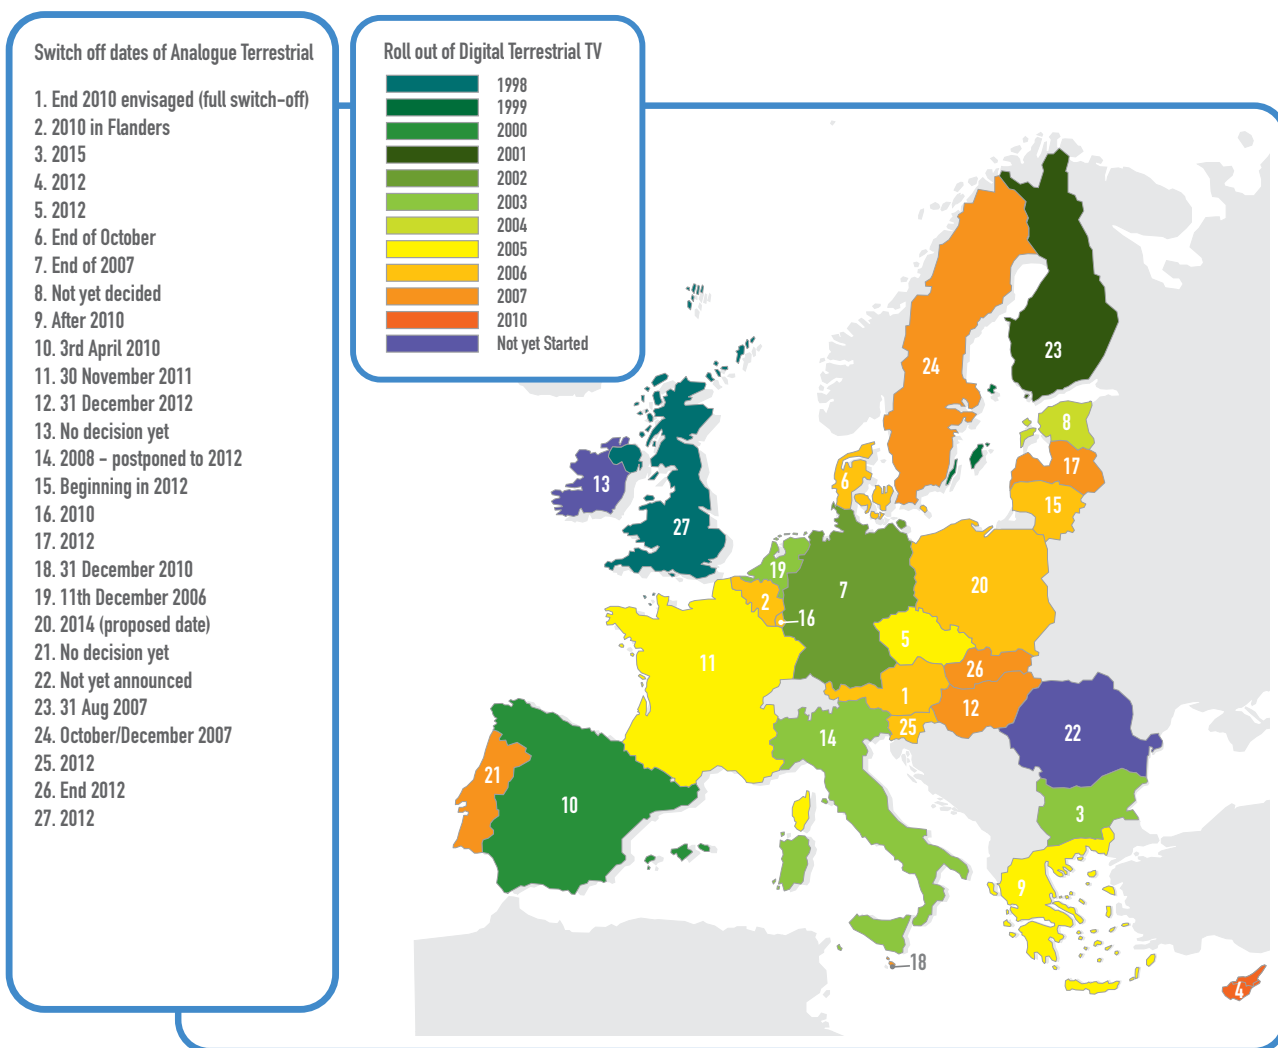 Switch off dates of Analogue Terrestrial
1. End 2010 envisaged (full switch-off)
2. 2010 in Flanders
3. 2015
4. 2012
5. 2012
6. End of October
7. End of 2007
8. Not yet decided
9. After 2010
10. 3rd April 2010
11. 30 November 2011
12. 31 December 2012
13. No decision yet
14. 2008 - postponed to 2012
15. Beginning in 2012
16. 2010
17. 2012
18. 31 December 2010
19. 11th December 2006
20. 2014 (proposed date)
21. No decision yet
22. Not yet announced
23. 31 Aug 2007
24. October/December 2007
25. 2012
26. End 2012
27. 2012
Roll out of Digital Terrestrial TV
1998
1999
2000
2001
2002
2003
2004
2005
2006
2007
2010
Not yet Started
23
24
8
17
6
13
15
27
19
20
7
2
16
5
11
26
1
12
25
22
14
21
10
3
9
18
4